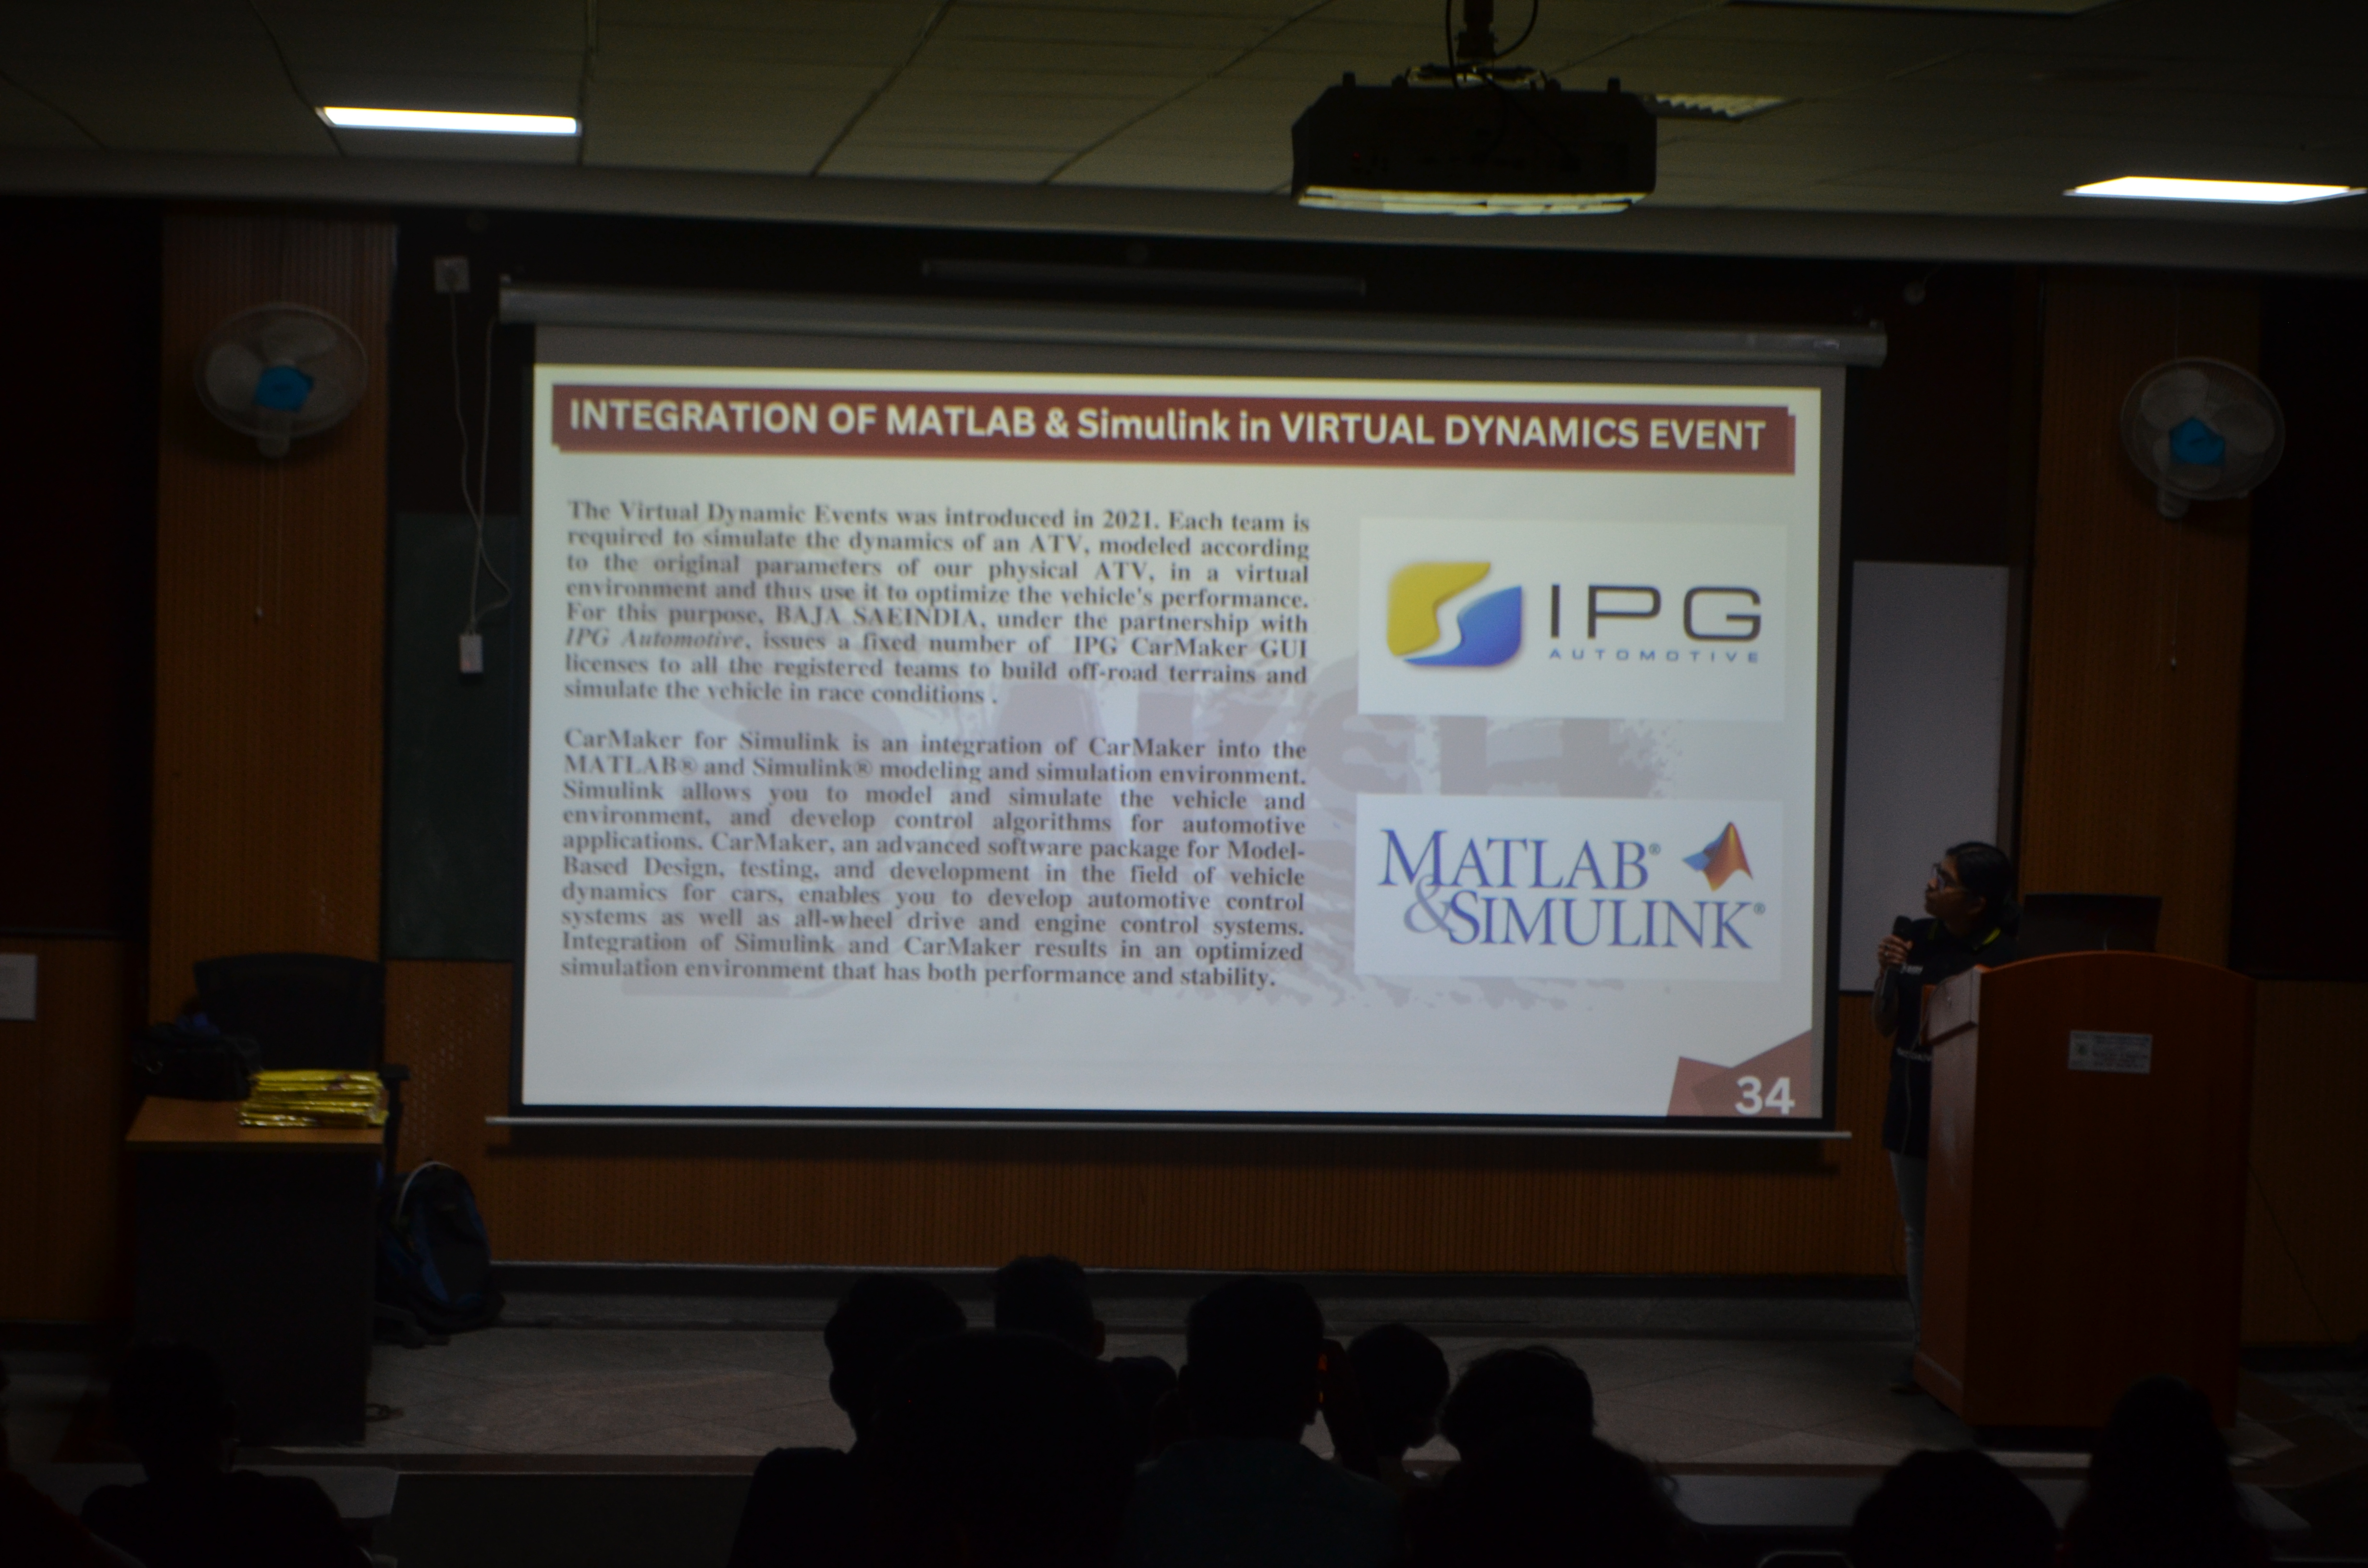 INTEGRATION OF MATLAB & Simulink in VIRTUAL DYNAMICS EVENT
The Virtual Dynamic Events was introduced in 2021. Each team is
required to simulate the dynamics of an ATV, modeled according
to the original parameters of our physical ATV, in a virtual
environment and thus use it to optimize the vehicle's performance.
For this purpose, BAJA SAEINDIA, under the partnership with
IPG Automotive, issues a fixed number of IPG CarMaker GUI
licenses to all the registered teams to build off-road terrains and
simulate the vehicle in race conditions .
CarMaker for Simulink is an integration of CarMaker into the
MATLAB® and Simulink® modeling and simulation environment.
Simulink allows you to model and simulate the vehicle and
environment, and develop control algorithms for automotive
applications. CarMaker, an advanced software package for Model-
Based Design, testing, and development in the field of vehicle
dynamics for cars, enables you to develop automotive control
systems as well as all-wheel drive and engine control systems.
Integration of Simulink and CarMaker results in an optimized
simulation environment that has both performance and stability.
IPG
AUTOMOTIVE
MATLAB®
&SIMULINK®
34